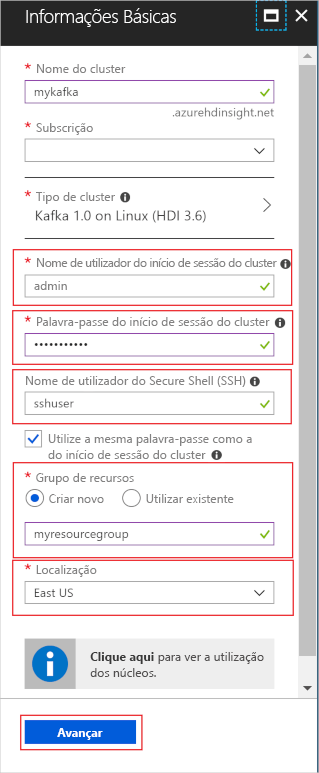 Informações Básicas
* Nome do cluster
mykafka
.azurehdinsight.net
* Subscrição
* Tipo de cluster
Kafka 1.0 on Linux (HDI 3.6)
* Nome de utilizador do início de sessão do cluster
admin
* Palavra-passe do início de sessão do cluster
•••••••••••
Nome de utilizador do Secure Shell (SSH)
sshuser
Utilize a mesma palavra-passe como a
do início de sessão do cluster
* Grupo de recursos
Criar novo Utilizar existente
myresourcegroup
* Localização
East US
Clique aqui para ver a utilização
dos núcleos.
Avançar